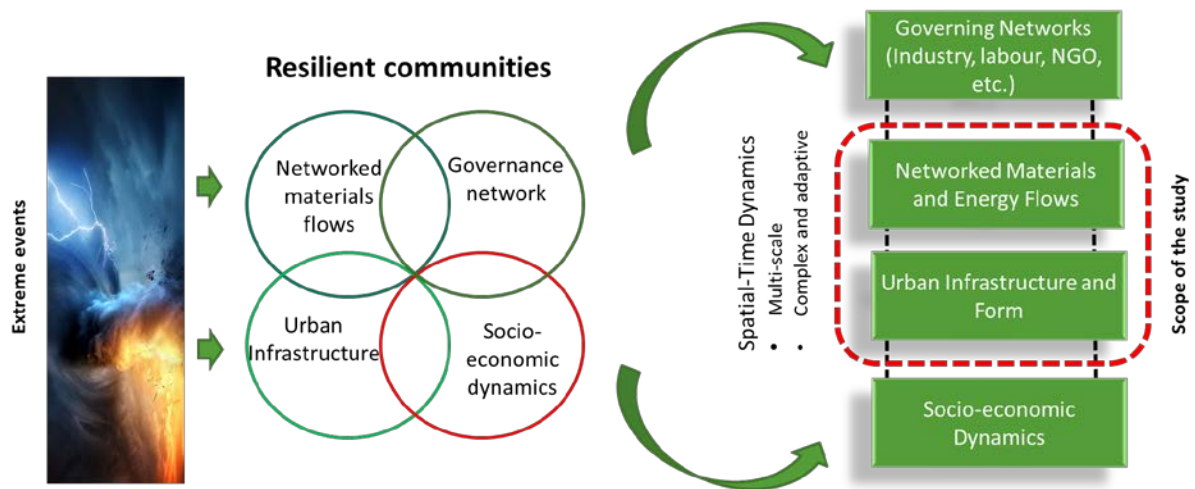 Extreme events
Resilient communities
Networked
materials
flows
Governance
network
Urban
Infrastructure
Socio-
economic
dynamics
Spatial-Time Dynamics
• Multi-scale
• Complex and adaptive
Governing Networks
(Industry, labour, NGO,
etc.)
Networked Materials
and Energy Flows
Urban Infrastructure and
Form
Socio-economic
Dynamics
Scope of the study